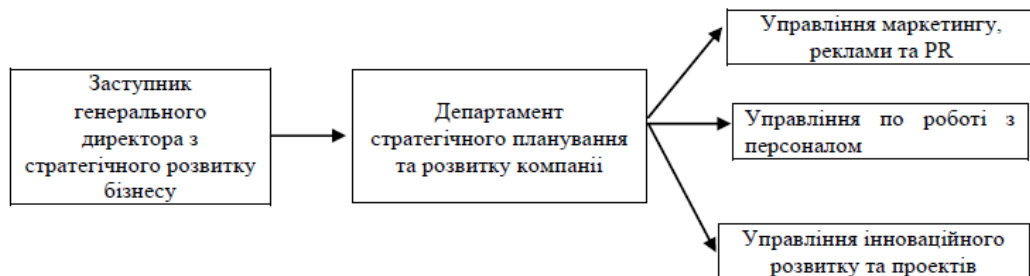 Заступник
генерального
директора з
стратегічного розвитку
бізнесу
Департамент
стратегічного планування
та розвитку компанії
Управління маркетингу,
реклами та PR
Управління по роботі з
персоналом
Управління інноваційного
розвитку та проектів